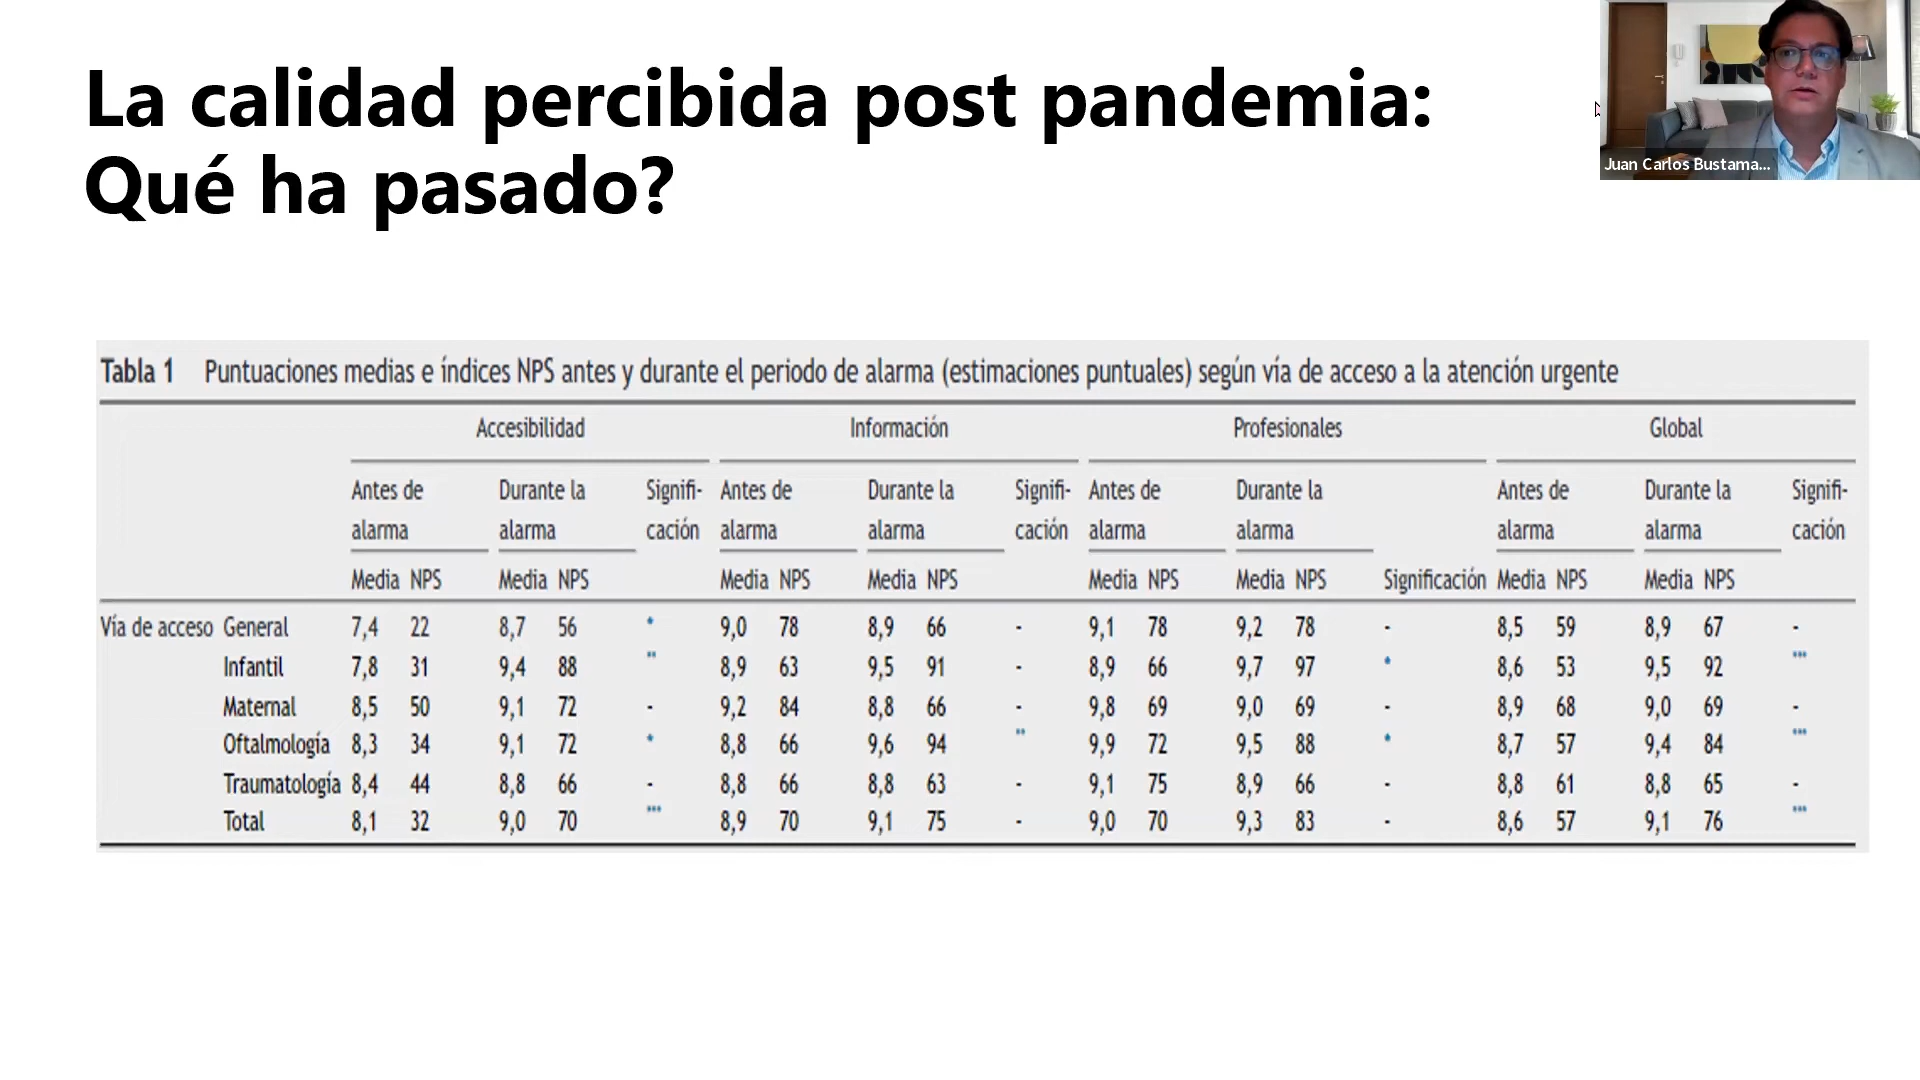 La calidad percibida post pandemia:
Qué ha pasado?
Juan Carlos Bustama...
Tabla 1 Puntuaciones medias e índices NPS antes y durante el periodo de alarma (estimaciones puntuales) según vía de acceso a la atención urgente
Accesibilidad Información Profesionales Global
Antes de Durante la Signifi- Antes de Durante la Signifi- Antes de Durante la Antes de Durante la Signifi-
alarma alarma cación alarma alarma cación alarma alarma alarma alarma cación
Media NPS Media NPS Media NPS Media NPS Media NPS Media NPS Significación Media NPS Media NPS
Vía de acceso General 7,4 22 8,7 56 * 9,0 78 8,9 66 - 9,1 78 9,2 78 - 8,5 59 8,9 67 -
Infantil 7,8 31 9,4 88 ** 8,9 63 9,5 91 - 8,9 66 9,7 97 * 8,6 53 9,5 92 ***
Maternal 8,5 50 9,1 72 - 9,2 84 8,8 66 - 9,8 69 9,0 69 - 8,9 68 9,0 69 -
Oftalmología 8,3 34 9,1 72 * 8,8 66 9,6 94 ** 9,9 72 9,5 88 * 8,7 57 9,4 84 ***
Traumatología 8,4 44 8,8 66 - 8,8 66 8,8 63 - 9,1 75 8,9 66 - 8,8 61 8,8 65 -
Total 8,1 32 9,0 70 *** 8,9 70 9,1 75 - 9,0 70 9,3 83 - 8,6 57 9,1 76 ***